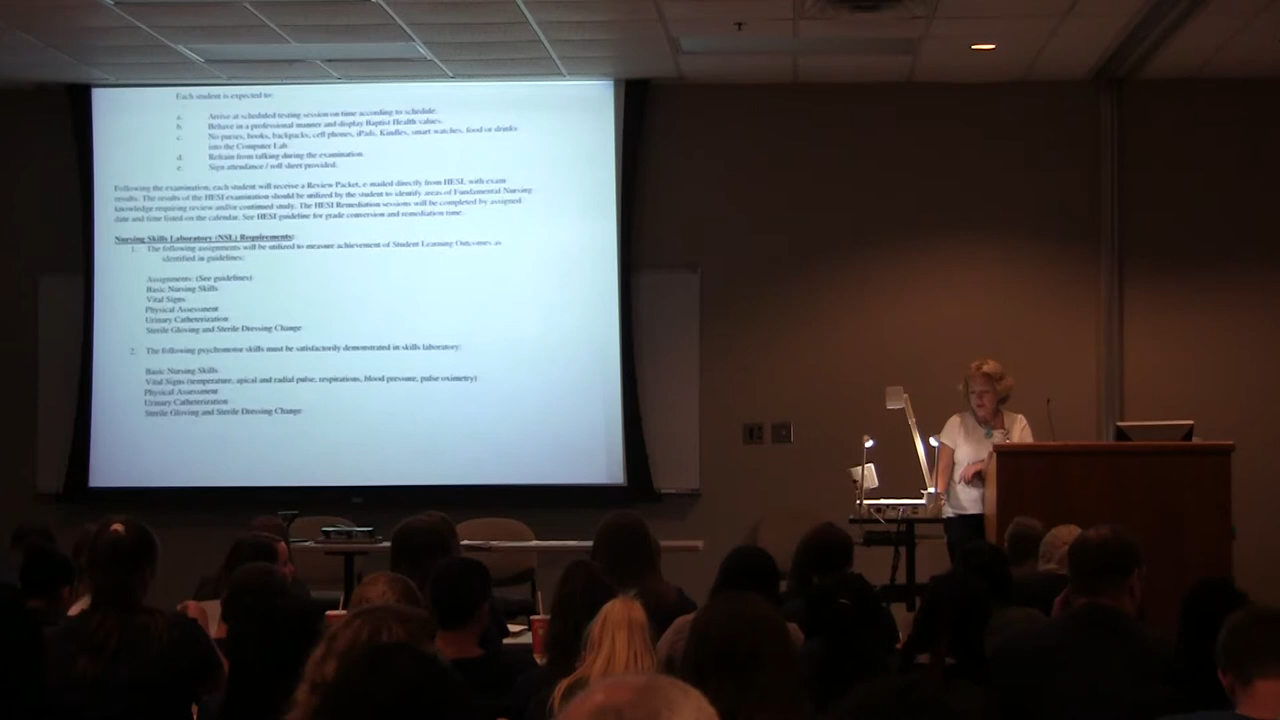 Each student is expected to:
a. Arrive at scheduled testing session on time according to schedule.
b. Behave in a professional manner and display Baptist Health values.
c. No purses, books, backpacks, cell phones, iPads, Kindles, smart watches, food or drinks
into the Computer Lab.
d. Refrain from talking during the examination.
e. Sign attendance / roll sheet provided.
Following the examination, each student will receive a Review Packet, e-mailed directly from HESI, with exam
results. The results of the HESI examination should be utilized by the student to identify areas of Fundamental Nursing
knowledge requiring review and/or continued study. The HESI Remediation sessions will be completed by assigned
date and time listed on the calendar. See HESI guideline for grade conversion and remediation time.
Nursing Skills Laboratory (NSL) Requirements:
1. The following assignments will be utilized to measure achievement of Student Learning Outcomes as
identified in guidelines:
Assignments: (See guidelines)
Basic Nursing Skills
Vital Signs
Physical Assessment
Urinary Catheterization
Sterile Gloving and Sterile Dressing Change
2. The following psychomotor skills must be satisfactorily demonstrated in skills laboratory:
Basic Nursing Skills
Vital Signs (temperature, apical and radial pulse, respirations, blood pressure, pulse oximetry)
Physical Assessment
Urinary Catheterization
Sterile Gloving and Sterile Dressing Change